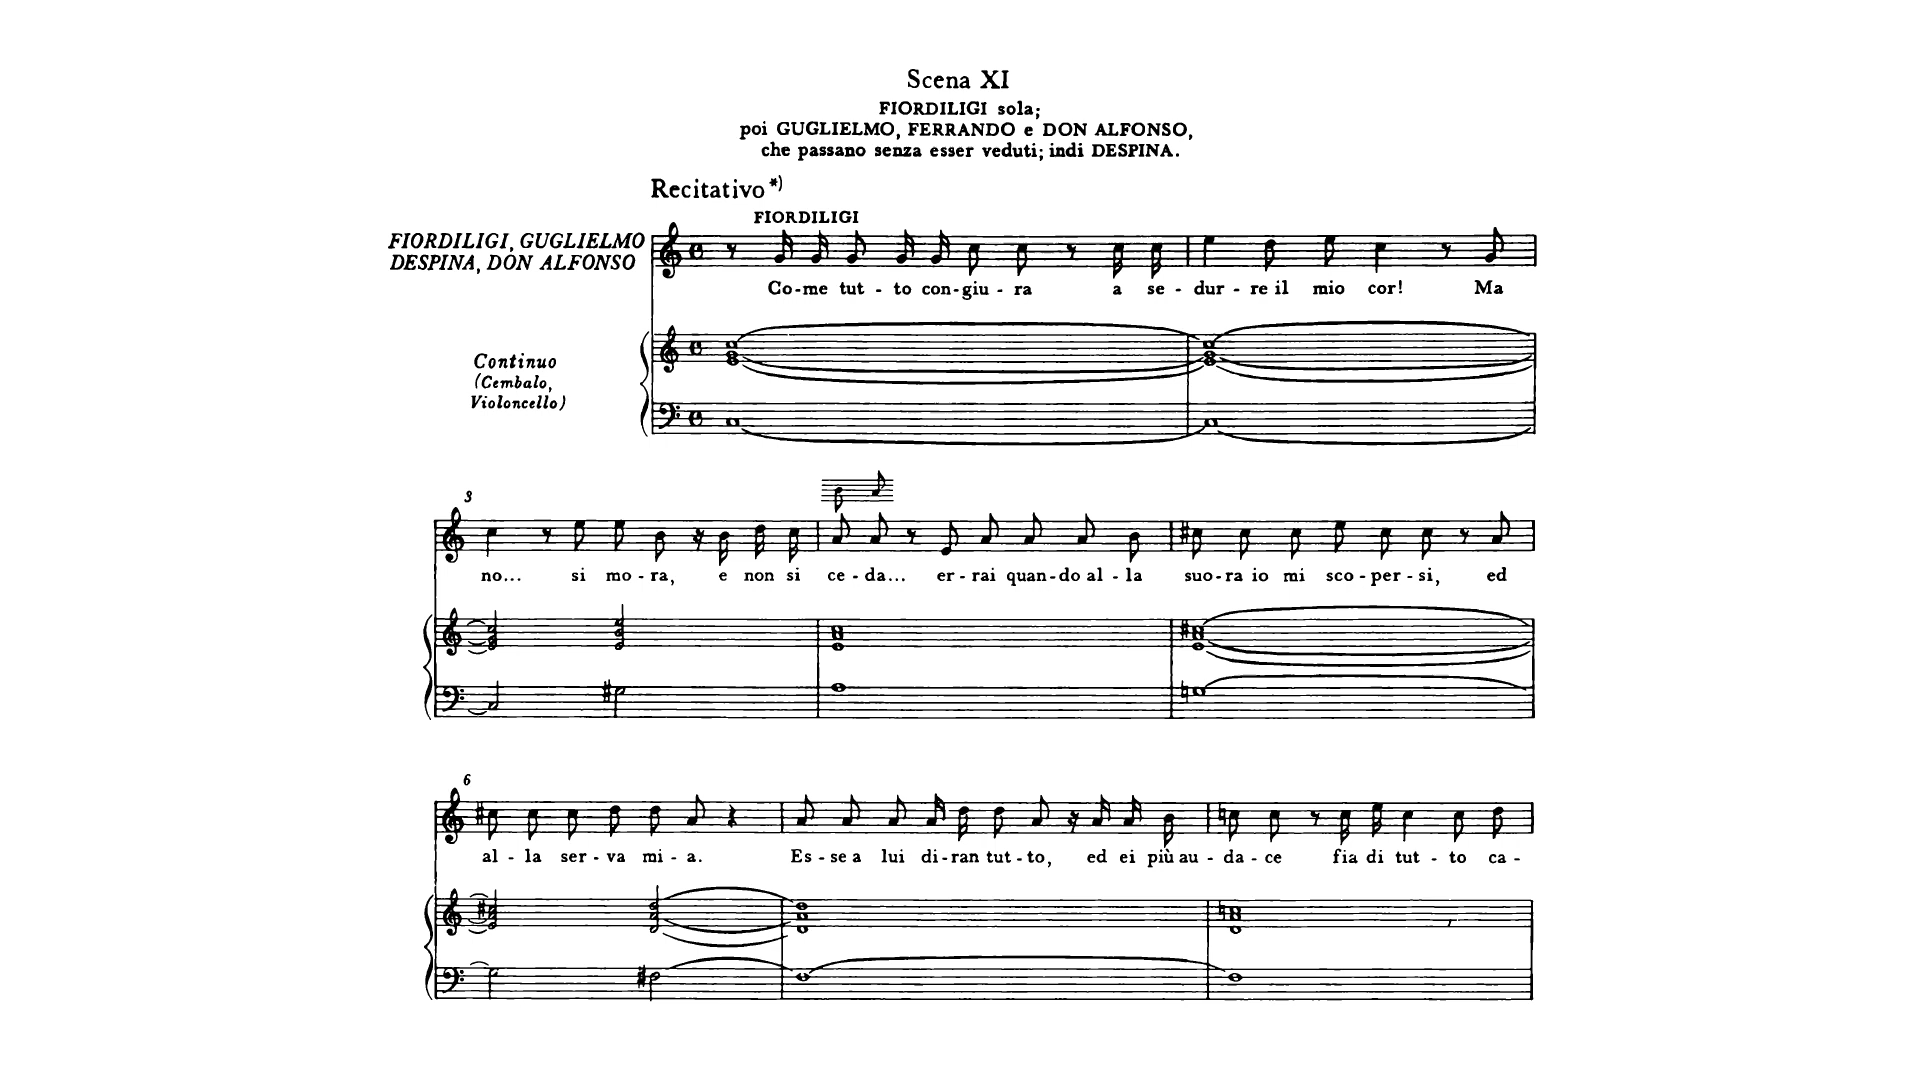 Scena XI
FIORDILIGI sola;
poi GUGLIELMO, FERRANDO e DON ALFONSO,
che passano senza esser veduti; indi DESPINA.
Recitativo *)
FIORDILIGI
FIORDILIGI, GUGLIELMO
DESPINA, DON ALFONSO
Co-me tut - to con-giu - ra a se - dur - re il mio cor! Ma
Continuo
(Cembalo,
Violoncello)
3
no... si mo - ra, e non si ce - da... er - rai quan-do al - la suo-ra io mi sco - per - si, ed
6
al - la ser - va mi - a. Es - se a lui di-ran tut-to, ed ei più au - da - ce fia di tut - to ca -